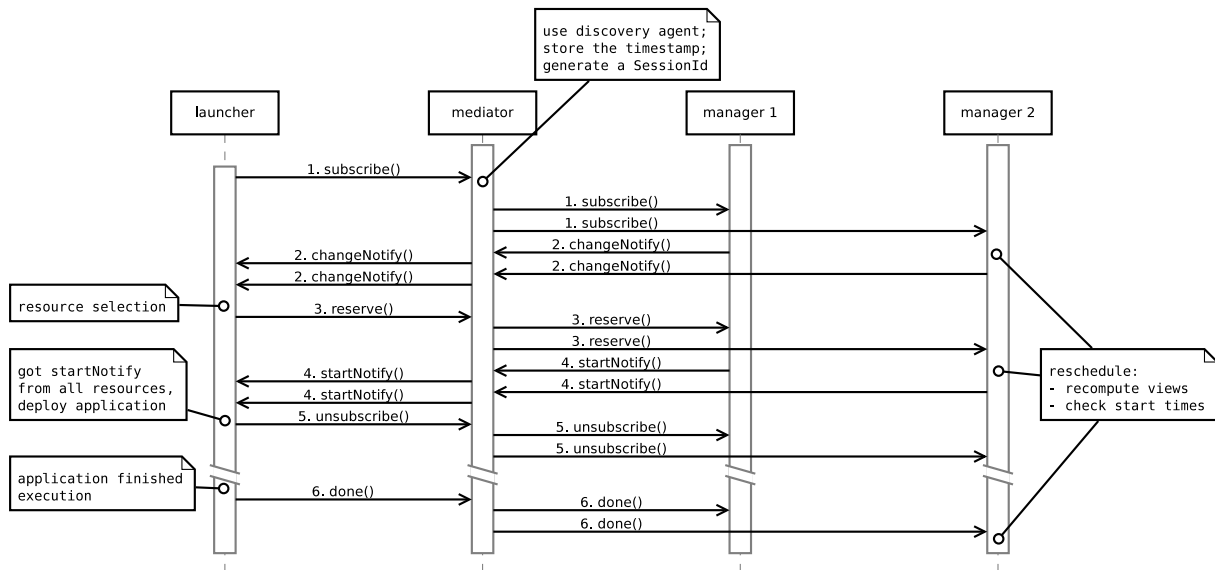 use discovery agent;
store the timestamp;
generate a SessionId
launcher
mediator
manager 1
manager 2
1. subscribe()
1. subscribe()
1. subscribe()
2. changeNotify()
2. changeNotify()
2. changeNotify()
2. changeNotify()
resource selection
3. reserve()
3. reserve()
3. reserve()
got startNotify
from all resources,
deploy application
4. startNotify()
4. startNotify()
4. startNotify()
4. startNotify()
reschedule:
- recompute views
- check start times
5. unsubscribe()
5. unsubscribe()
5. unsubscribe()
application finished
execution
6. done()
6. done()
6. done()